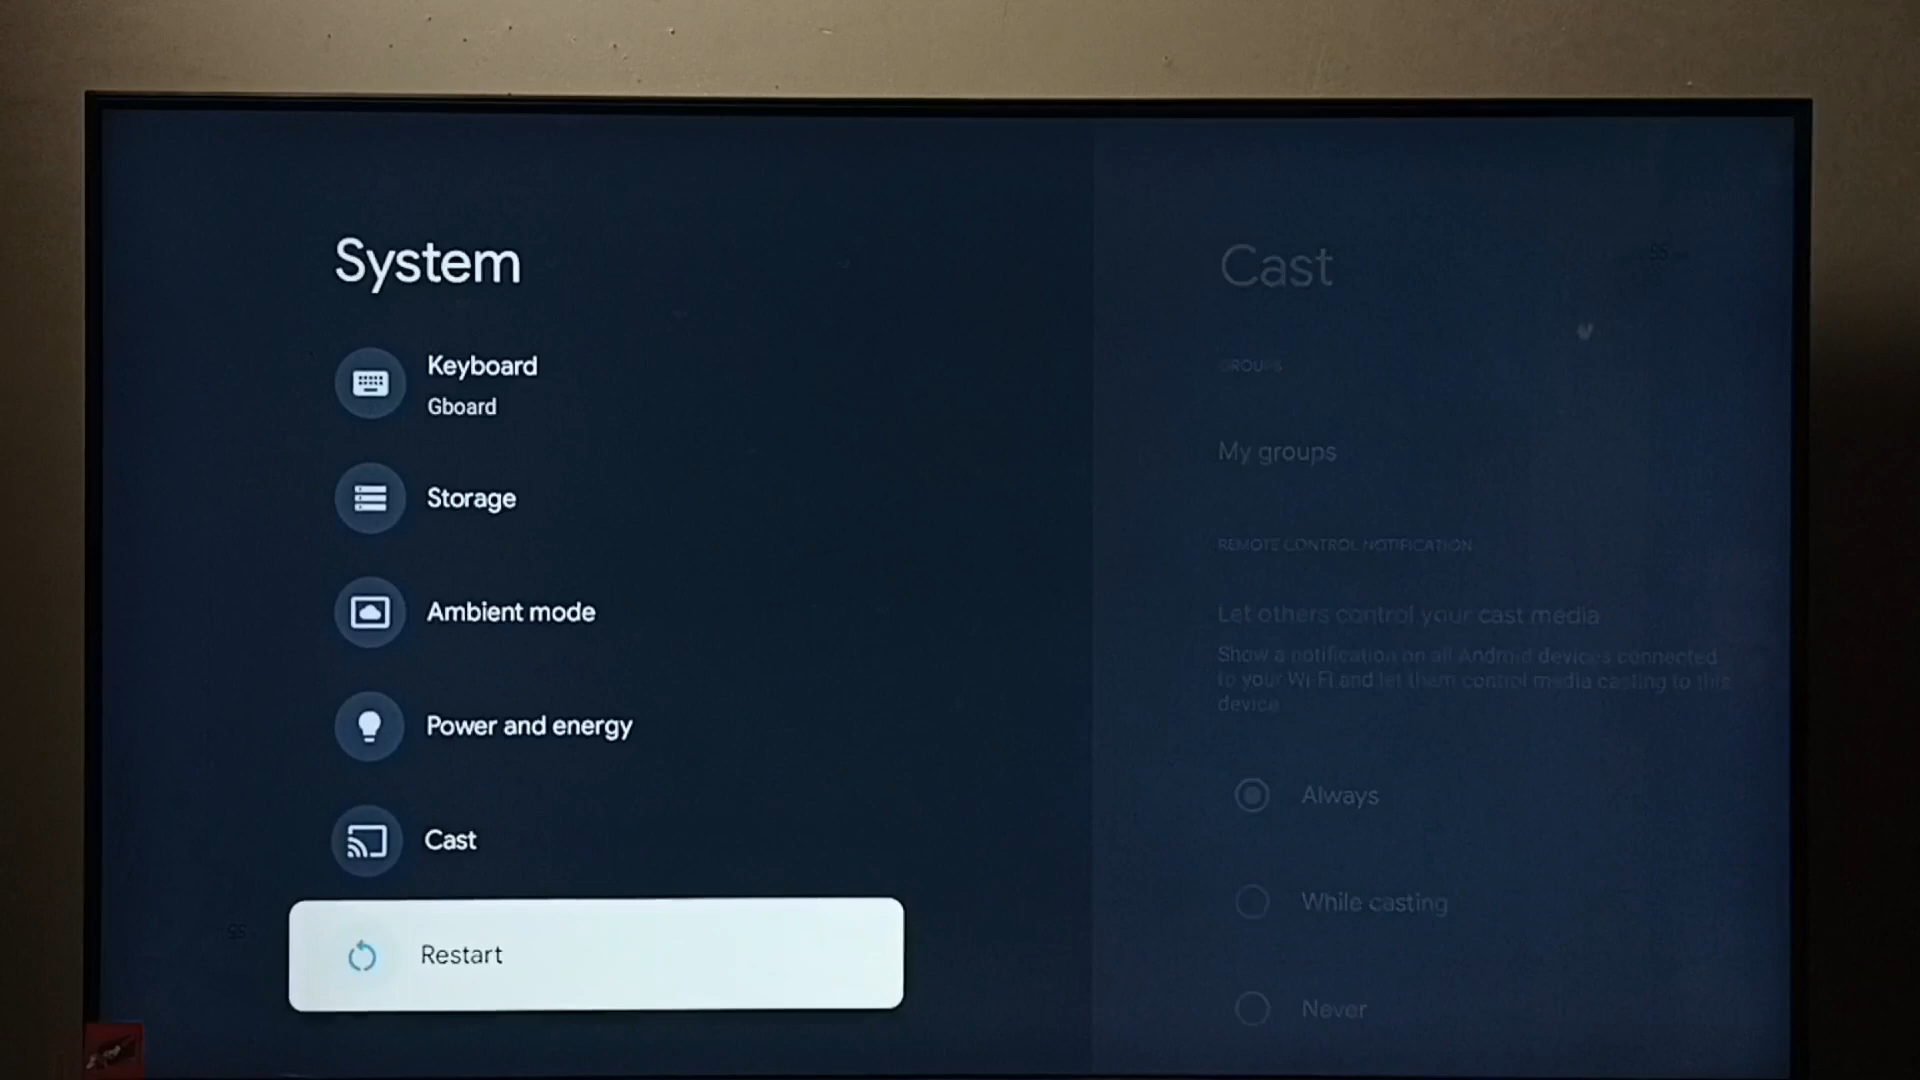 System
Keyboard
Gboard
Storage
Ambient mode
Power and energy
Cast
Restart
Cast
GROUPS
My groups
REMOTE CONTROL NOTIFICATION
Let others control your cast media
Show a notification on all Android devices connected
to your Wi-Fi and let them control media casting to this
device
Always
While casting
Never